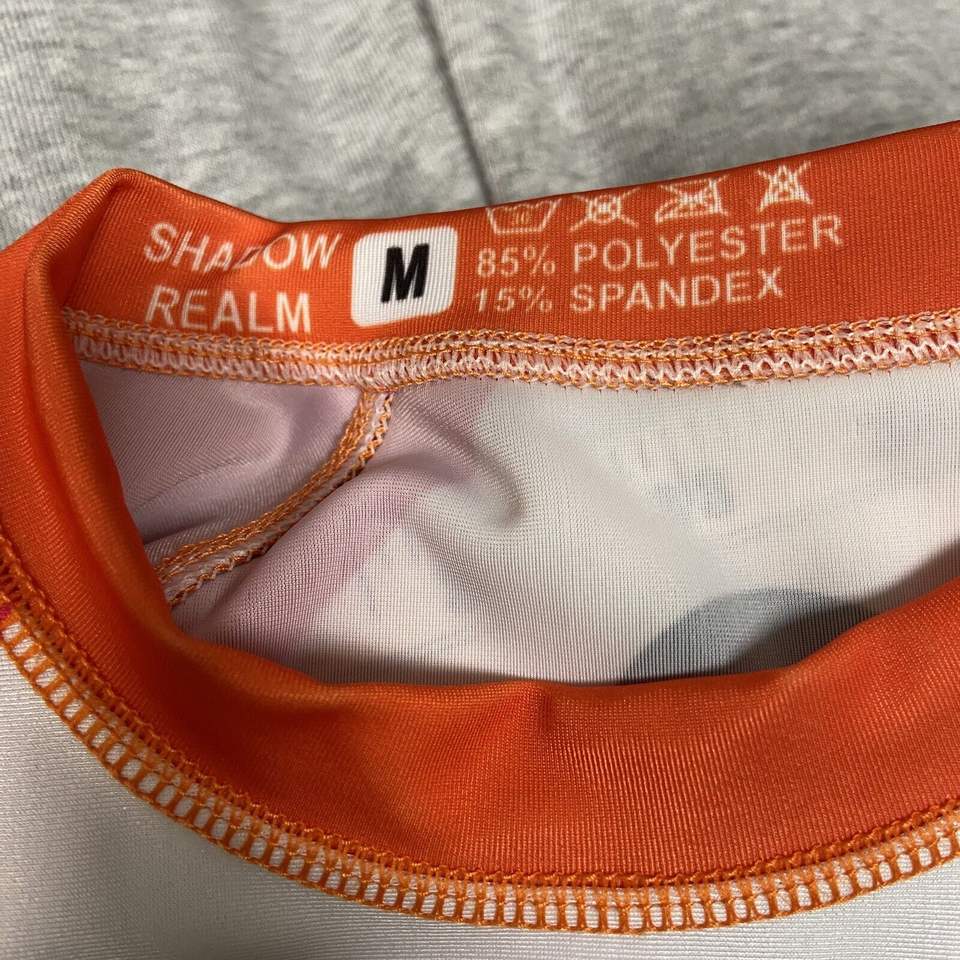 SHADOW
REALM
M
85% POLYESTER
15% SPANDEX